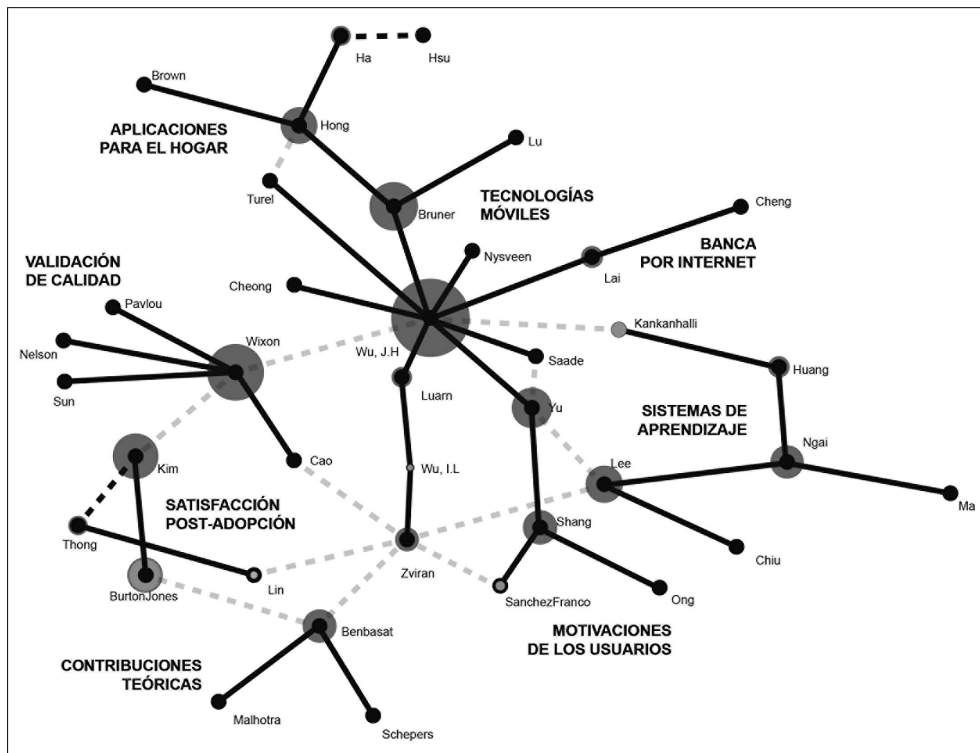 Ha
Hsu
Brown
Hong
APLICACIONES
PARA EL HOGAR
Lu
Turel
TECNOLOGÍAS
MÓVILES
Bruner
Cheng
BANCA
POR INTERNET
Nysveen
Lai
VALIDACIÓN
DE CALIDAD
Cheong
Pavlou
Kankanhalli
Nelson
Wixon
Wu, J.H
Saade
Sun
Luarn
Huang
Yu
SISTEMAS DE
APRENDIZAJE
Ngai
Kim
Cao
Wu, I.L
Lee
SATISFACCIÓN
POST-ADOPCIÓN
Ma
Thong
Shang
Chiu
Zviran
Lin
BurtonJones
SanchezFranco
Ong
Benbasat
MOTIVACIONES
DE LOS USUARIOS
CONTRIBUCIONES
TEÓRICAS
Malhotra
Schepers